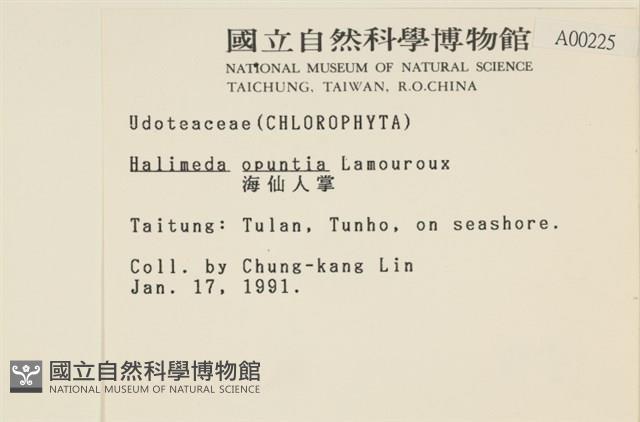 國立自然科學博物館
A00225
NATIONAL MUSEUM OF NATURAL SCIENCE
TAICHUNG, TAIWAN, R.O.CHINA
Udoteaceae(CHLOROPHYTA)
Halimeda opuntia Lamouroux
海仙人掌
Taitung: Tulan, Tunho, on seashore.
Coll. by Chung-kang Lin
Jan. 17, 1991.
國立自然科學博物館
NATIONAL MUSEUM OF NATURAL SCIENCE